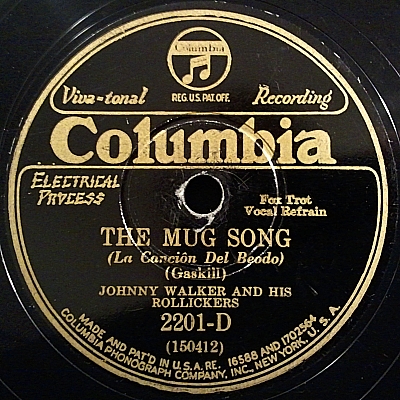 Columbia
REG. U.S. PAT. OFF.
Viva-tonal Recording
Columbia
ELECTRICAL
PROCESS
Fox Trot
Vocal Refrain
THE MUG SONG
(La Canción Del Beodo)
(Gaskill)
JOHNNY WALKER AND HIS
ROLLICKERS
2201-D
(150412)
MADE AND PAT'D IN U.S.A. RE. 16588 AND 1702564
COLUMBIA PHONOGRAPH COMPANY, INC., NEW YORK, U. S. A.